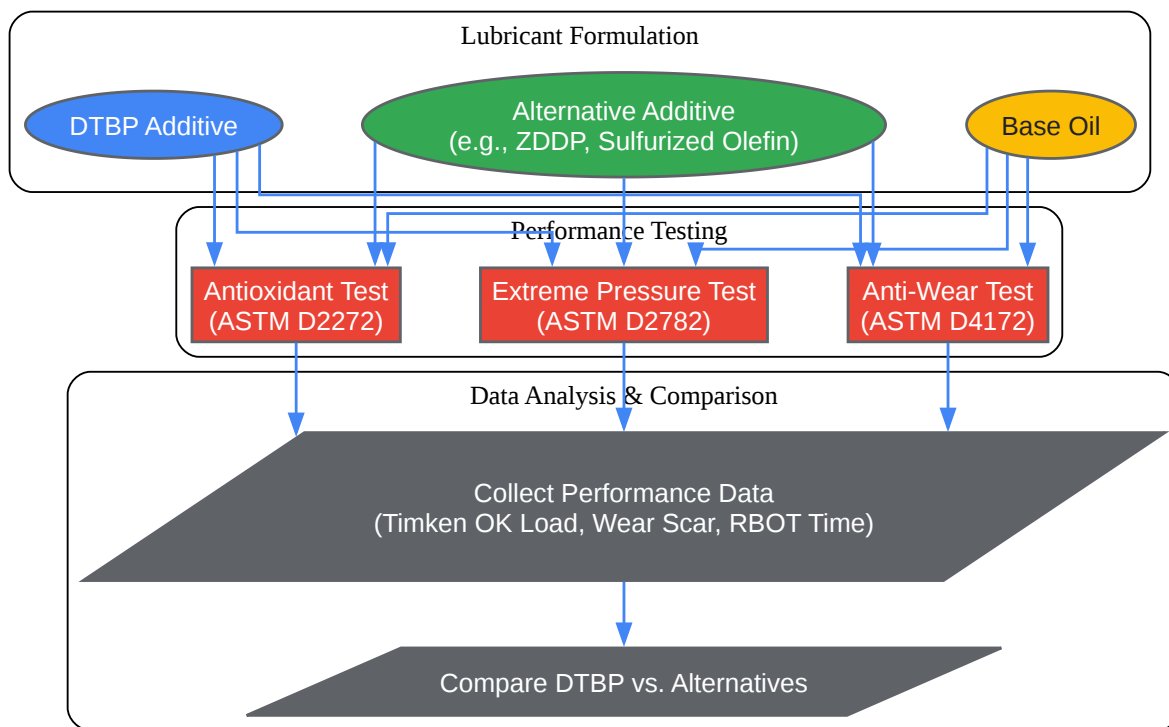 Lubricant Formulation
DTBP Additive
Alternative Additive
(e.g., ZDDP, Sulfurized Olefin)
Base Oil
Performance Testing
Antioxidant Test
(ASTM D2272)
Extreme Pressure Test
(ASTM D2782)
Anti-Wear Test
(ASTM D4172)
Data Analysis & Comparison
Collect Performance Data
(Timken OK Load, Wear Scar, RBOT Time)
Compare DTBP vs. Alternatives